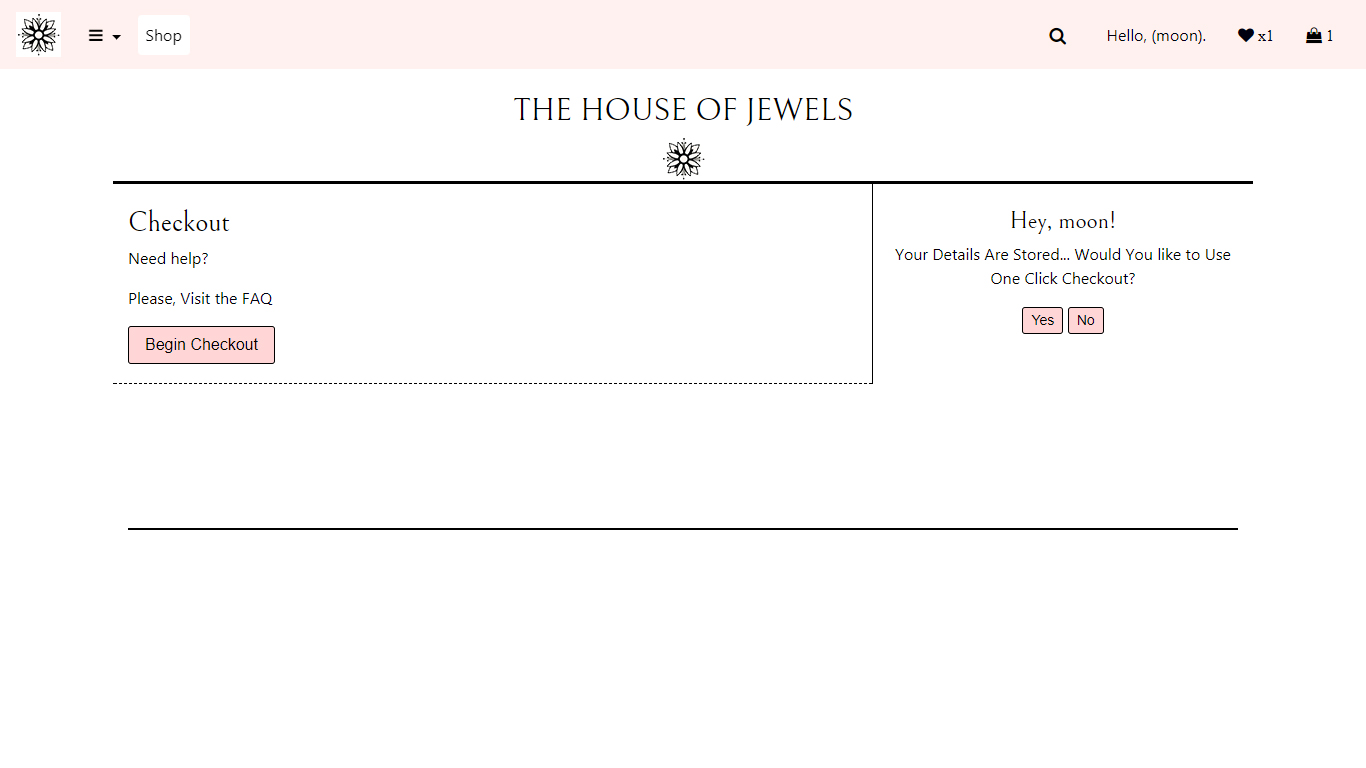 Shop
Hello, (moon).
x1
1
THE HOUSE OF JEWELS
Checkout
Need help?
Please, Visit the FAQ
Begin Checkout
Hey, moon!
Your Details Are Stored... Would You like to Use
One Click Checkout?
Yes No